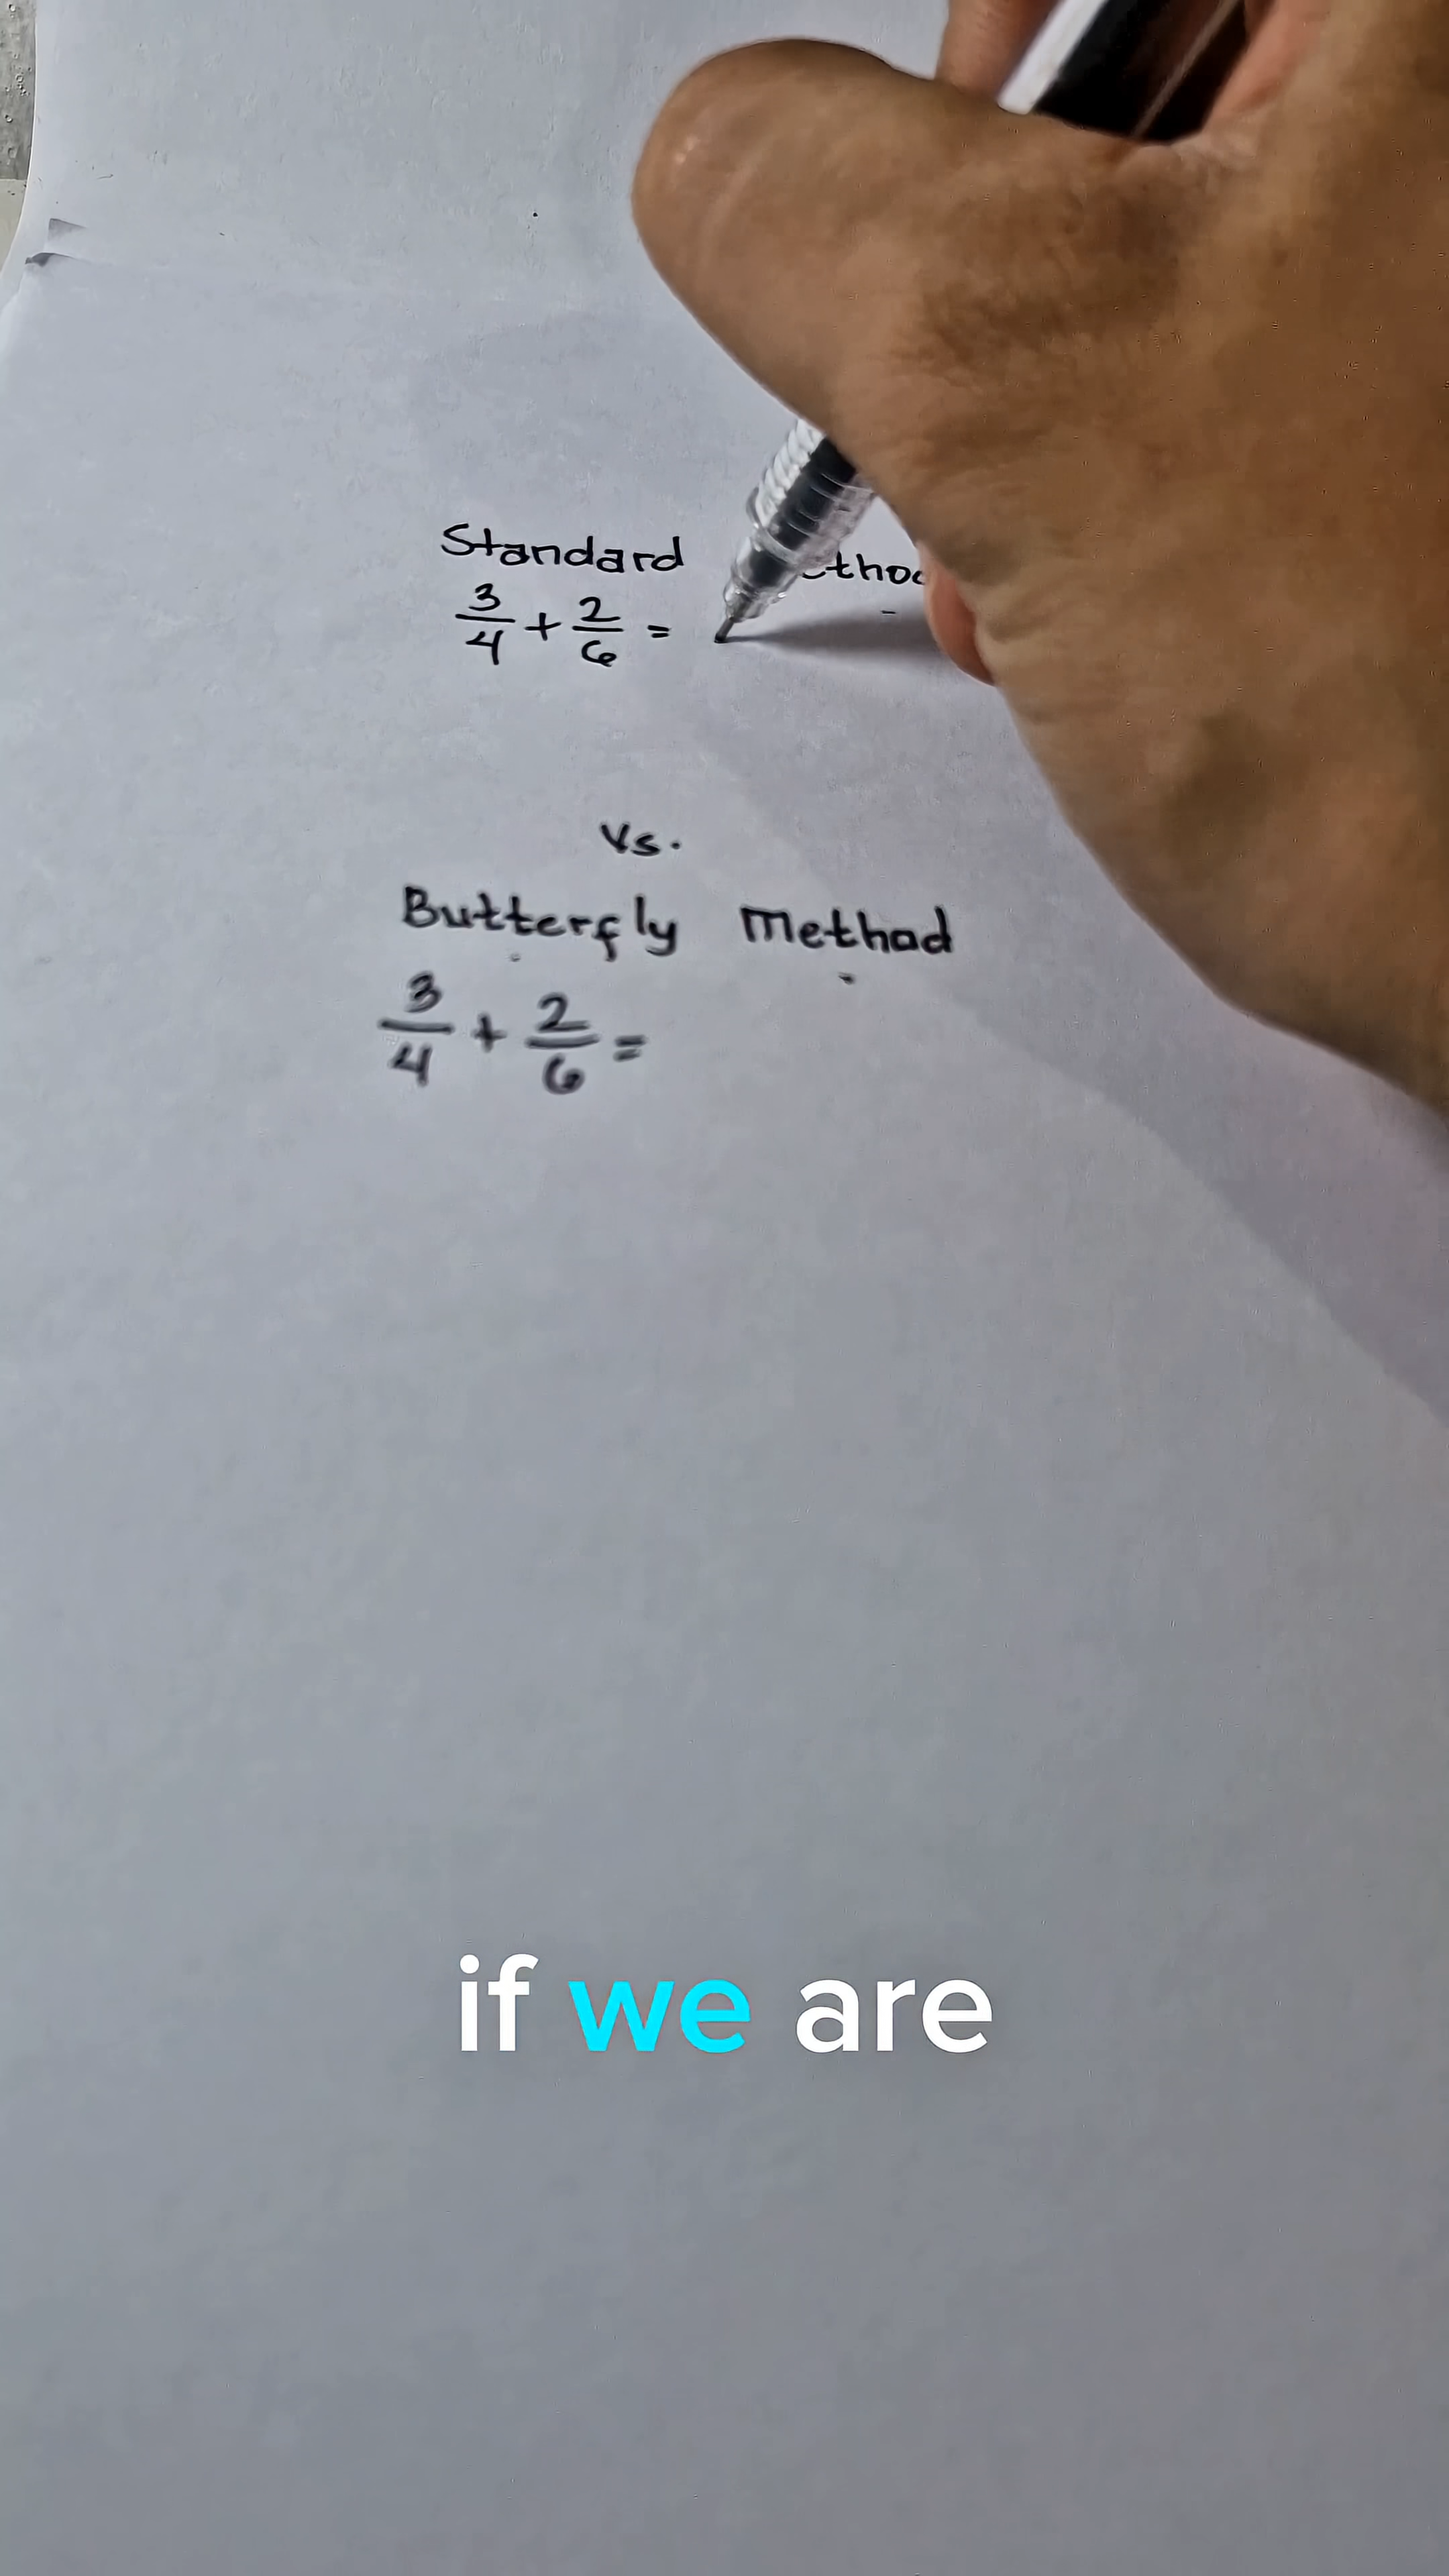 Standard
3/4 + 2/6 =
vs.
Butterfly Method
3/4 + 2/6 =
if we are